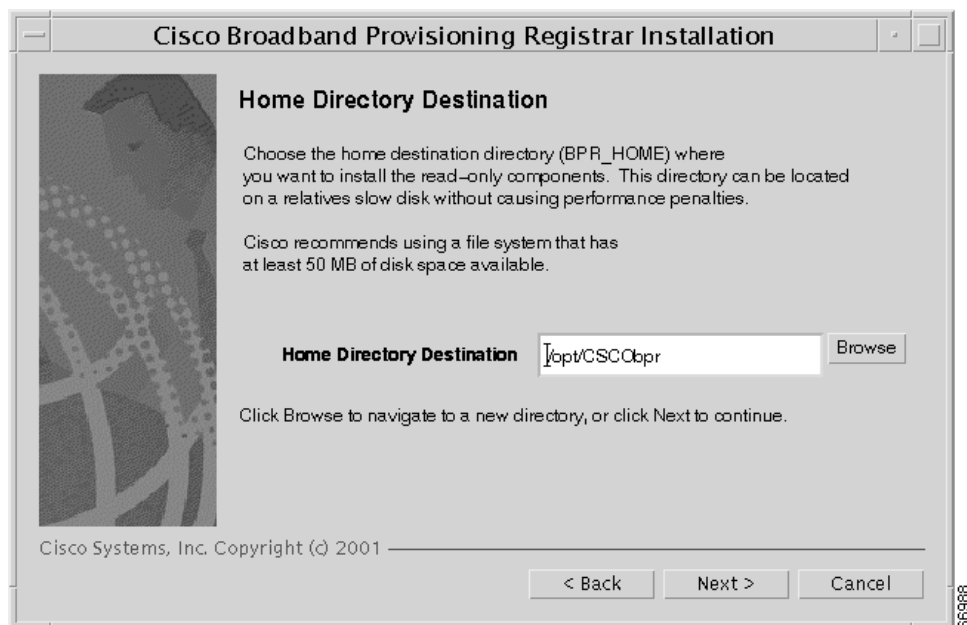 Cisco Broadband Provisioning Registrar Installation
Home Directory Destination
Choose the home destination directory (BPR_HOME) where
you want to install the read-only components. This directory can be located
on a relatives slow disk without causing performance penalties.
Cisco recommends using a file system that has
at least 50 MB of disk space available.
Home Directory Destination /opt/CSCObpr Browse
Click Browse to navigate to a new directory, or click Next to continue.
Cisco Systems, Inc. Copyright (c) 2001
< Back Next > Cancel
66988